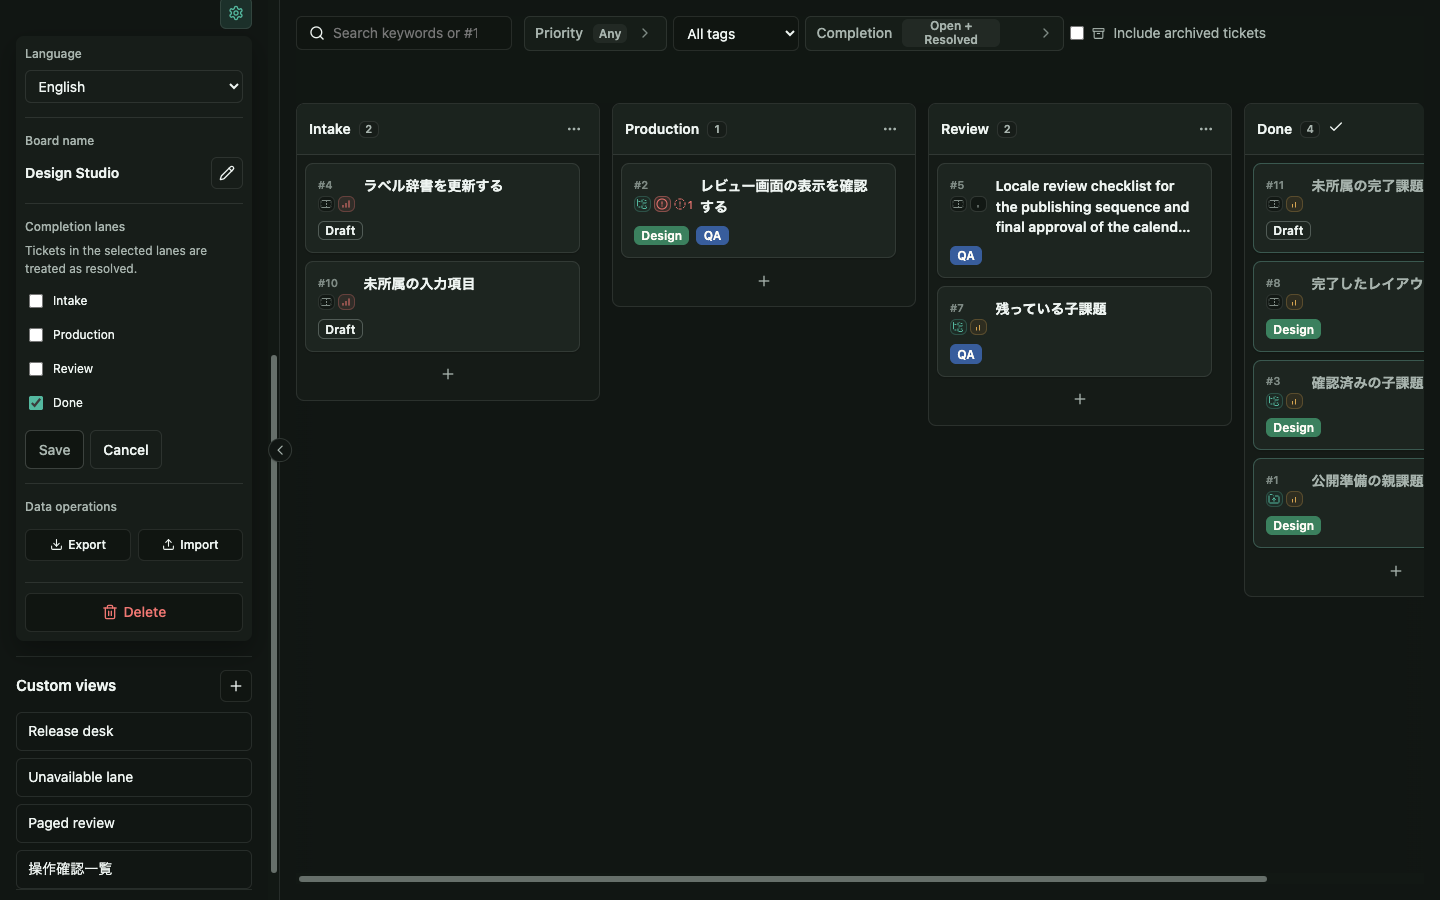 Language
English
Board name
Design Studio
Completion lanes
Tickets in the selected lanes are
treated as resolved.
Intake
Production
Review
Done
Save
Cancel
Data operations
Export
Import
Delete
Custom views
Release desk
Unavailable lane
Paged review
操作確認一覧
Search keywords or #1
Priority
Any
All tags
Completion
Open +
Resolved
Include archived tickets
Intake 2
#4
ラベル辞書を更新する
Draft
#10
未所属の入力項目
Draft
Production 1
#2
レビュー画面の表示を確認
する
1
Design
QA
Review 2
#5
Locale review checklist for
the publishing sequence and
final approval of the calend...
QA
#7
残っている子課題
QA
Done 4
#11
未所属の完了課題
Draft
#8
完了したレイアウ
Design
#3
確認済みの子課題
Design
#1
公開準備の親課題
Design